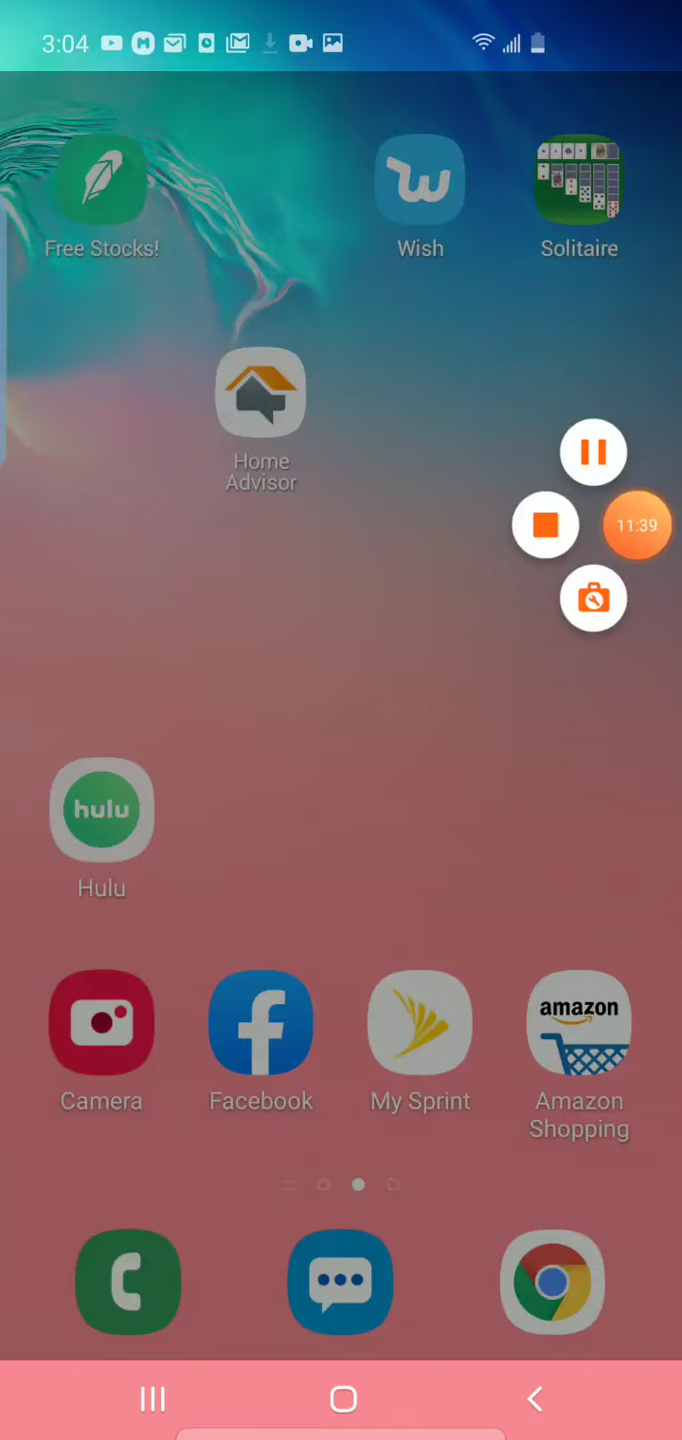 3:04
Free Stocks!
Wish
Solitaire
Home
Advisor
11:39
hulu
Hulu
amazon
Camera
Facebook
My Sprint
Amazon
Shopping